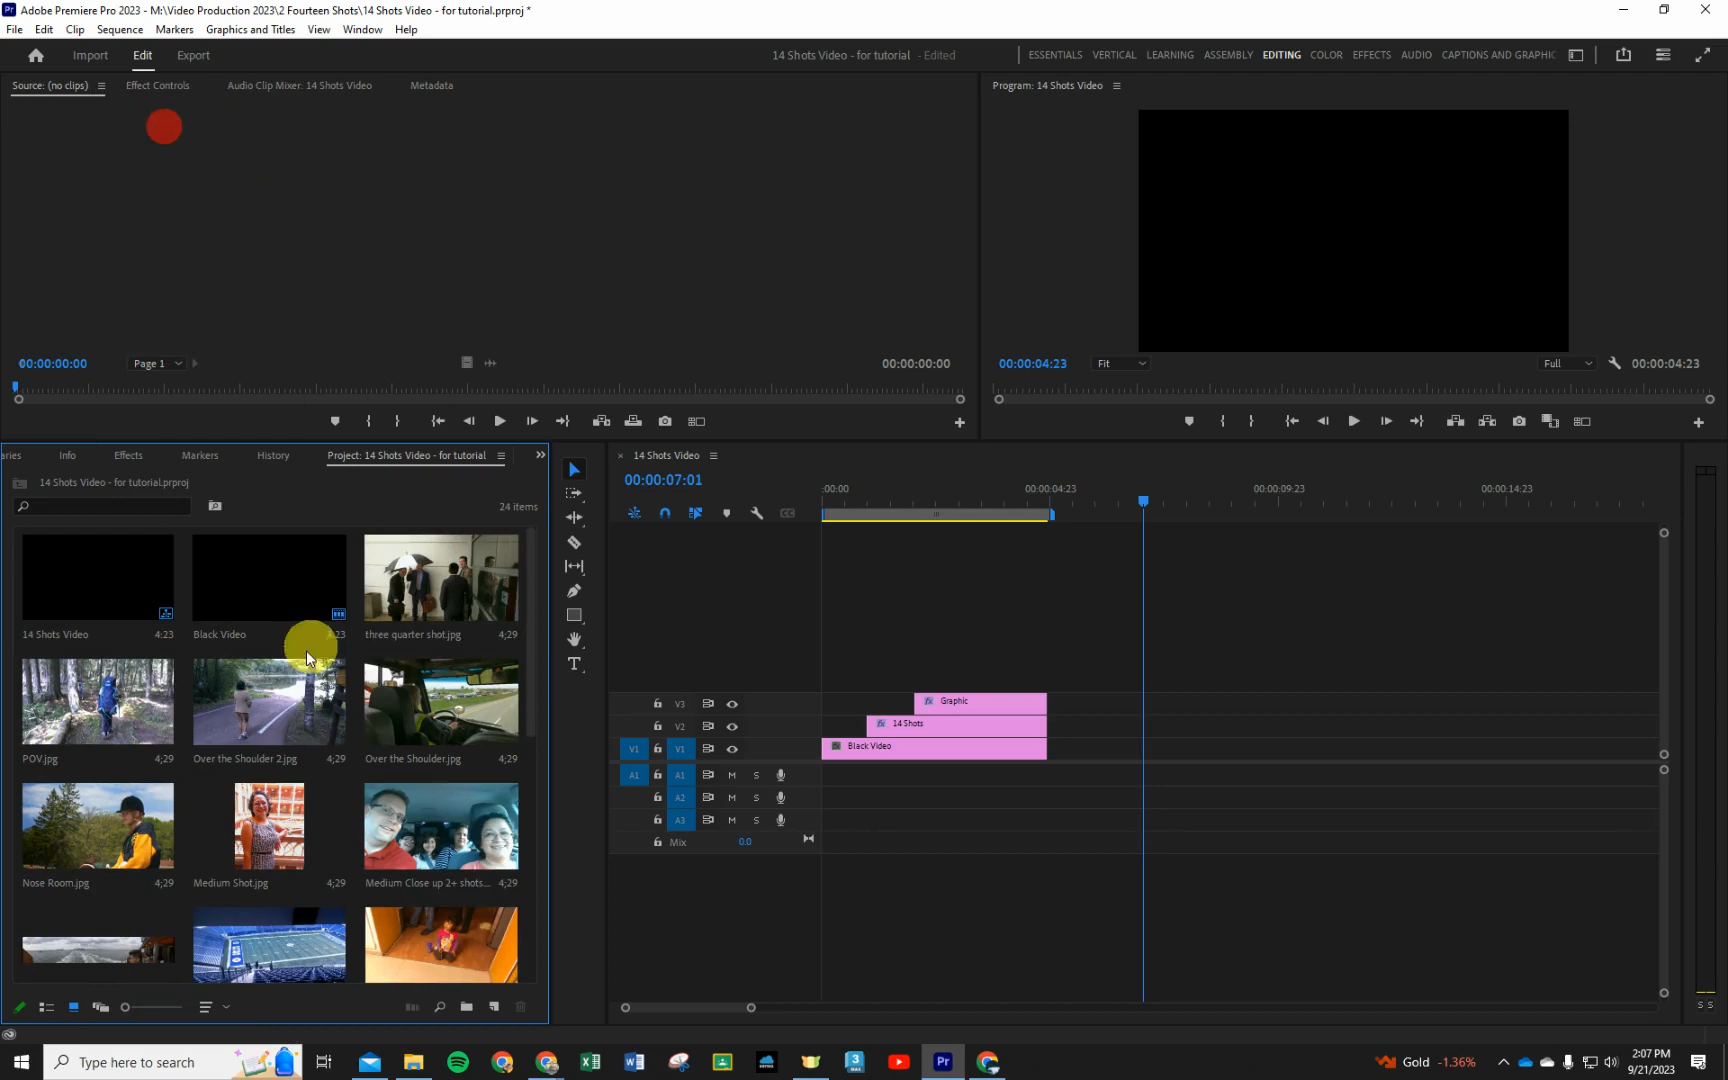 Pr Adobe Premiere Pro 2023 - M:\Video Production 2023\2 Fourteen Shots\14 Shots Video - for tutorial.prproj *
File Edit Clip Sequence Markers Graphics and Titles View Window Help
Import Edit Export 14 Shots Video - for tutorial - Edited ESSENTIALS VERTICAL LEARNING ASSEMBLY EDITING COLOR EFFECTS AUDIO CAPTIONS AND GRAPHIC
Source: (no clips) Effect Controls Audio Clip Mixer: 14 Shots Video Metadata
Program: 14 Shots Video
00:00:00:00 Page 1 00:00:00:00
00:00:04:23 Fit Full 00:00:04:23
aries Info Effects Markers History Project: 14 Shots Video - for tutorial
14 Shots Video - for tutorial.prproj
24 items
14 Shots Video 4:23 Black Video 4:23 three quarter shot.jpg 4;29
POV.jpg 4;29 Over the Shoulder 2.jpg 4;29 Over the Shoulder.jpg 4;29
Nose Room.jpg 4;29 Medium Shot.jpg 4;29 Medium Close up 2+ shots... 4;29
14 Shots Video
00:00:07:01
:00:00 00:00:04:23 00:00:09:23 00:00:14:23
CC
V3 fx Graphic
V2 fx 14 Shots
V1 V1 fx Black Video
A1 A1 M S
A2 M S
A3 M S
Mix 0.0
S S
Type here to search
Pr
Gold -1.36%
2:07 PM
9/21/2023